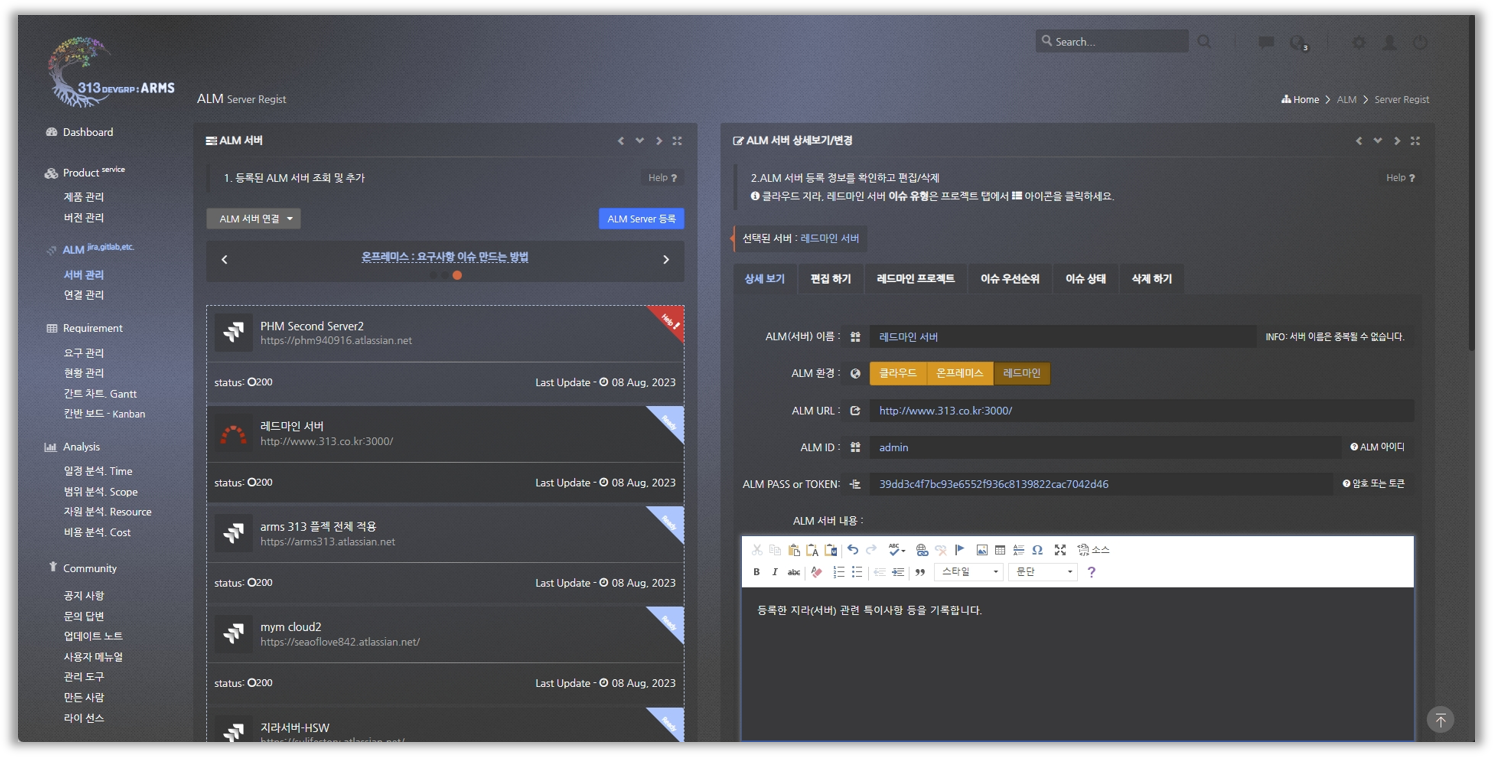 Search...
3
313 DEVGRP : ARMS
ALM Server Regist
Home > ALM > Server Regist
Dashboard
Product service
제품 관리
버전 관리
ALM jira,gitlab,etc.
서버 관리
연결 관리
Requirement
요구 관리
현황 관리
간트 차트. Gantt
칸반 보드 - Kanban
Analysis
일정 분석. Time
범위 분석. Scope
자원 분석. Resource
비용 분석. Cost
Community
공지 사항
문의 답변
업데이트 노트
사용자 메뉴얼
관리 도구
만든 사람
라이 선스
ALM 서버
1. 등록된 ALM 서버 조회 및 추가
Help ?
ALM 서버 연결
ALM Server 등록
온프레미스 : 요구사항 이슈 만드는 방법
PHM Second Server2
https://phm940916.atlassian.net
Help !
status: 200
Last Update - 08 Aug, 2023
레드마인 서버
http://www.313.co.kr:3000/
Ready
status: 200
Last Update - 08 Aug, 2023
arms 313 플젝 전체 적용
https://arms313.atlassian.net
Ready
status: 200
Last Update - 08 Aug, 2023
mym cloud2
https://seaoflove842.atlassian.net/
Ready
status: 200
Last Update - 08 Aug, 2023
지라서버-HSW
Ready
ALM 서버 상세보기/변경
2.ALM 서버 등록 정보를 확인하고 편집/삭제
클라우드 지라, 레드마인 서버 이슈 유형은 프로젝트 탭에서 아이콘을 클릭하세요.
Help ?
선택된 서버 : 레드마인 서버
상세 보기
편집 하기
레드마인 프로젝트
이슈 우선순위
이슈 상태
삭제 하기
ALM(서버) 이름 :
레드마인 서버
INFO: 서버 이름은 중복될 수 없습니다.
ALM 환경 :
클라우드
온프레미스
레드마인
ALM URL :
http://www.313.co.kr:3000/
ALM ID :
admin
ALM 아이디
ALM PASS or TOKEN:
39dd3c4f7bc93e6552f936c8139822cac7042d46
암호 또는 토큰
ALM 서버 내용 :
소스
스타일
문단
등록한 지라(서버) 관련 특이사항 등을 기록합니다.